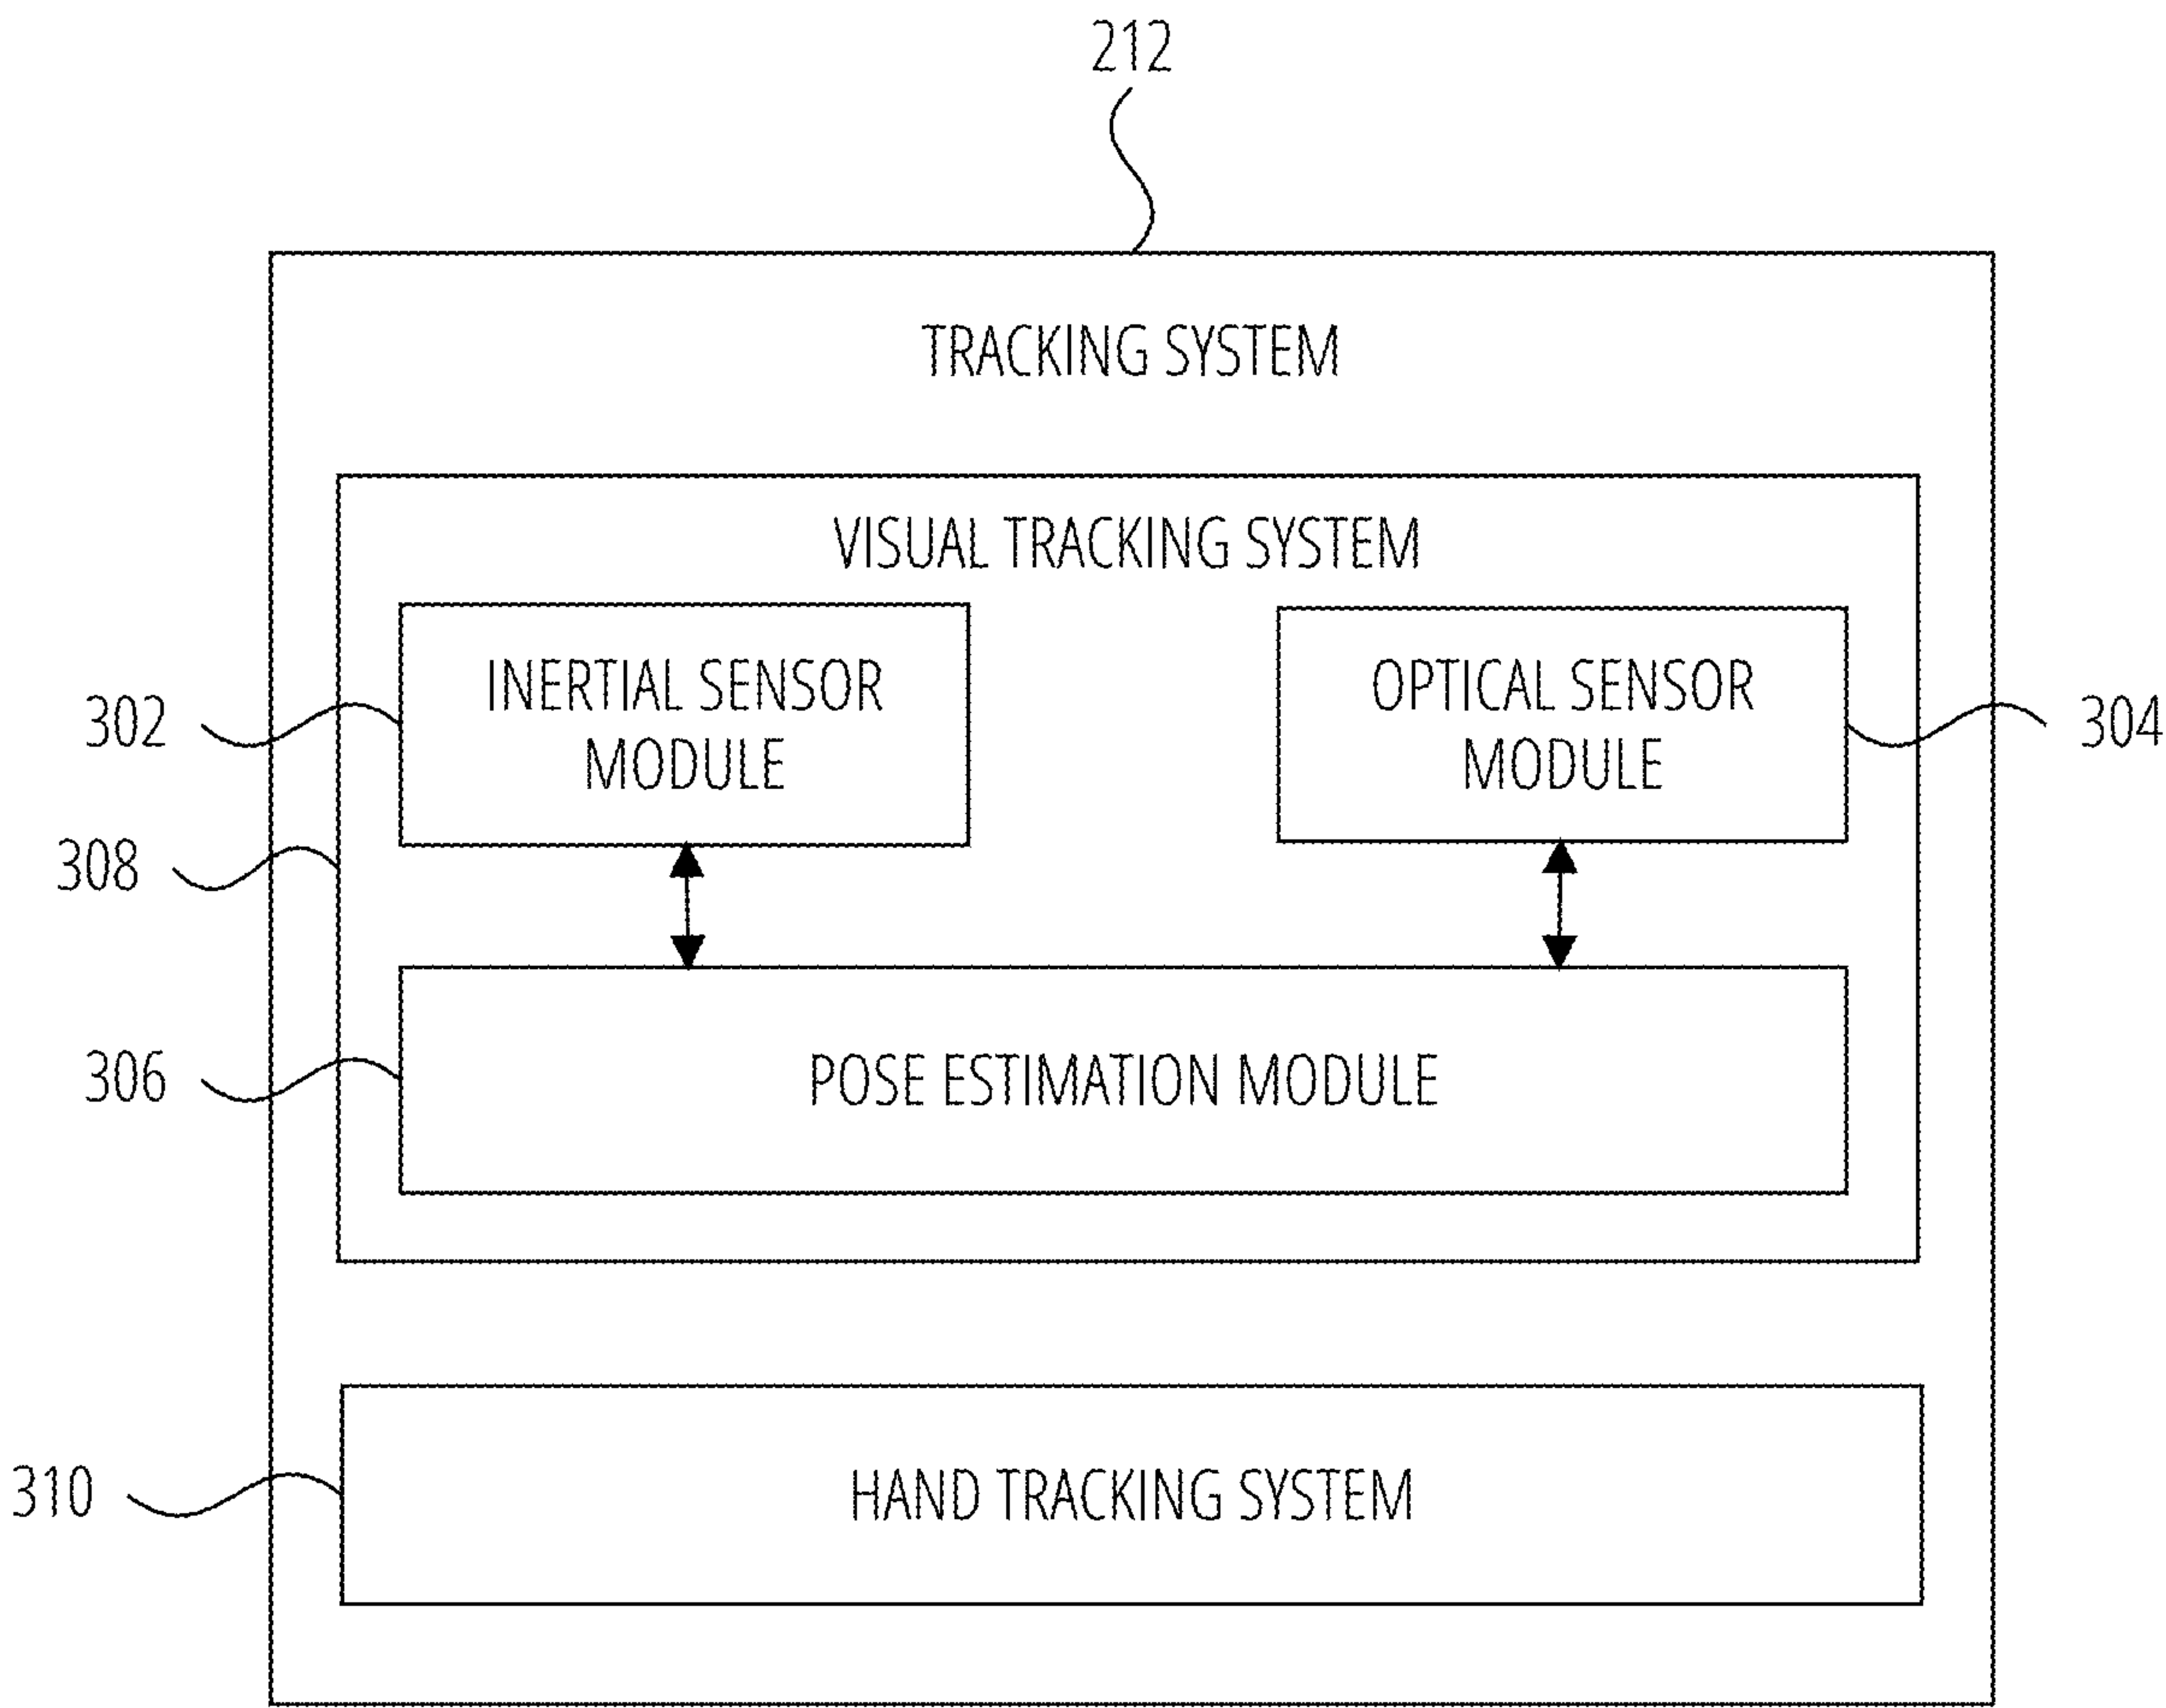 212
TRACKING SYSTEM
VISUAL TRACKING SYSTEM
INERTIAL SENSOR
MODULE
OPTICAL SENSOR
MODULE
302
304
308
306
POSE ESTIMATION MODULE
310
HAND TRACKING SYSTEM